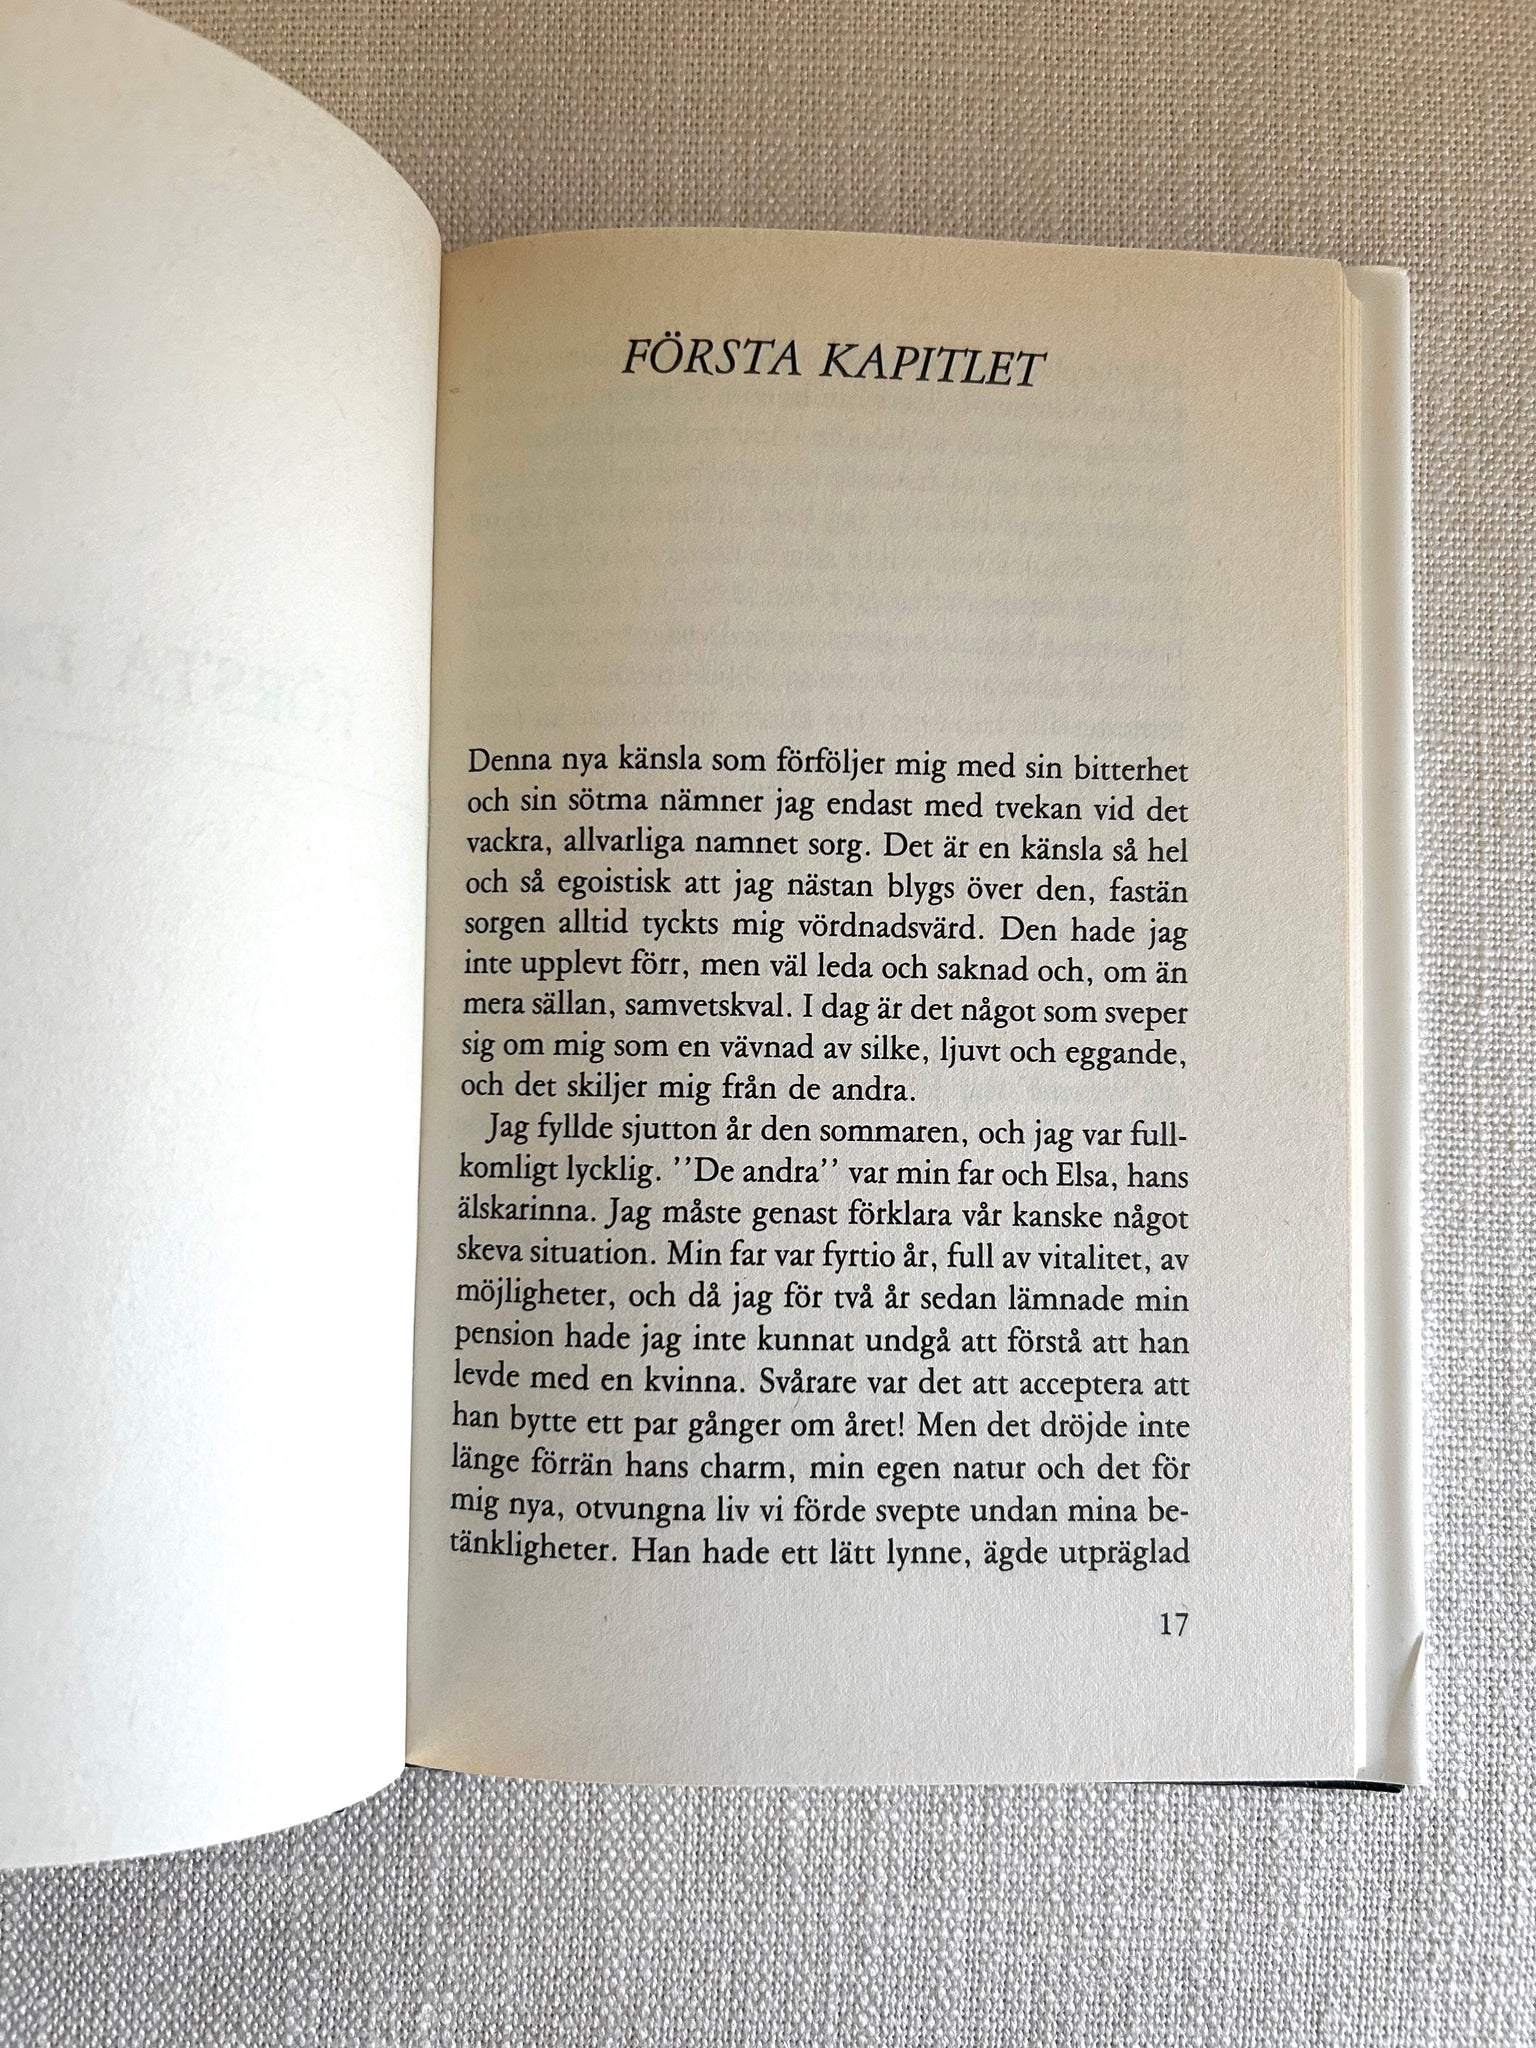 FÖRSTA KAPITLET
Denna nya känsla som förföljer mig med sin bitterhet
och sin sötma nämner jag endast med tvekan vid det
vackra, allvarliga namnet sorg. Det är en känsla så hel
och så egoistisk att jag nästan blygs över den, fastän
sorgen alltid tyckts mig vördnadsvärd. Den hade jag
inte upplevt förr, men väl leda och saknad och, om än
mera sällan, samvetskval. I dag är det något som sveper
sig om mig som en vävnad av silke, ljuvt och eggande,
och det skiljer mig från de andra.
Jag fyllde sjutton år den sommaren, och jag var full-
komligt lycklig. ”De andra” var min far och Elsa, hans
älskarinna. Jag måste genast förklara vår kanske något
skeva situation. Min far var fyrtio år, full av vitalitet, av
möjligheter, och då jag för två år sedan lämnade min
pension hade jag inte kunnat undgå att förstå att han
levde med en kvinna. Svårare var det att acceptera att
han bytte ett par gånger om året! Men det dröjde inte
länge förrän hans charm, min egen natur och det för
mig nya, otvungna liv vi förde svepte undan mina be-
tänkligheter. Han hade ett lätt lynne, ägde utpräglad
17